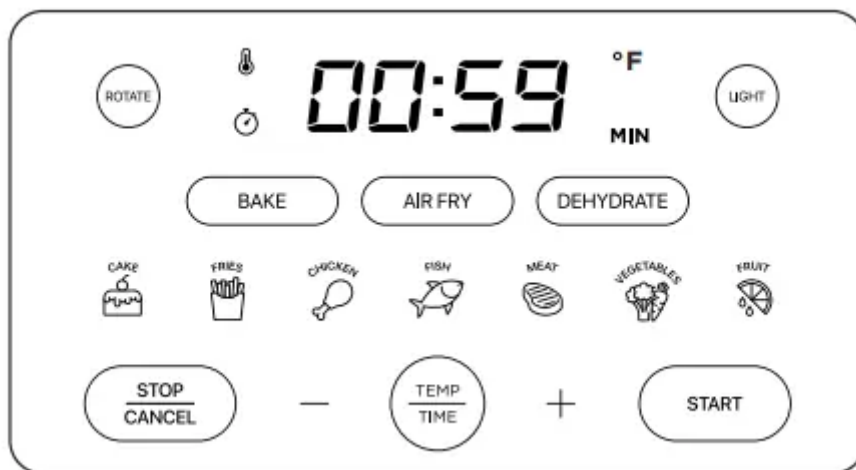 ROTATE
00:59
°F
MIN
LIGHT
BAKE
AIR FRY
DEHYDRATE
CAKE
FRIES
CHICKEN
FISH
MEAT
VEGETABLES
FRUIT
STOP
CANCEL
—
TEMP
TIME
+
START